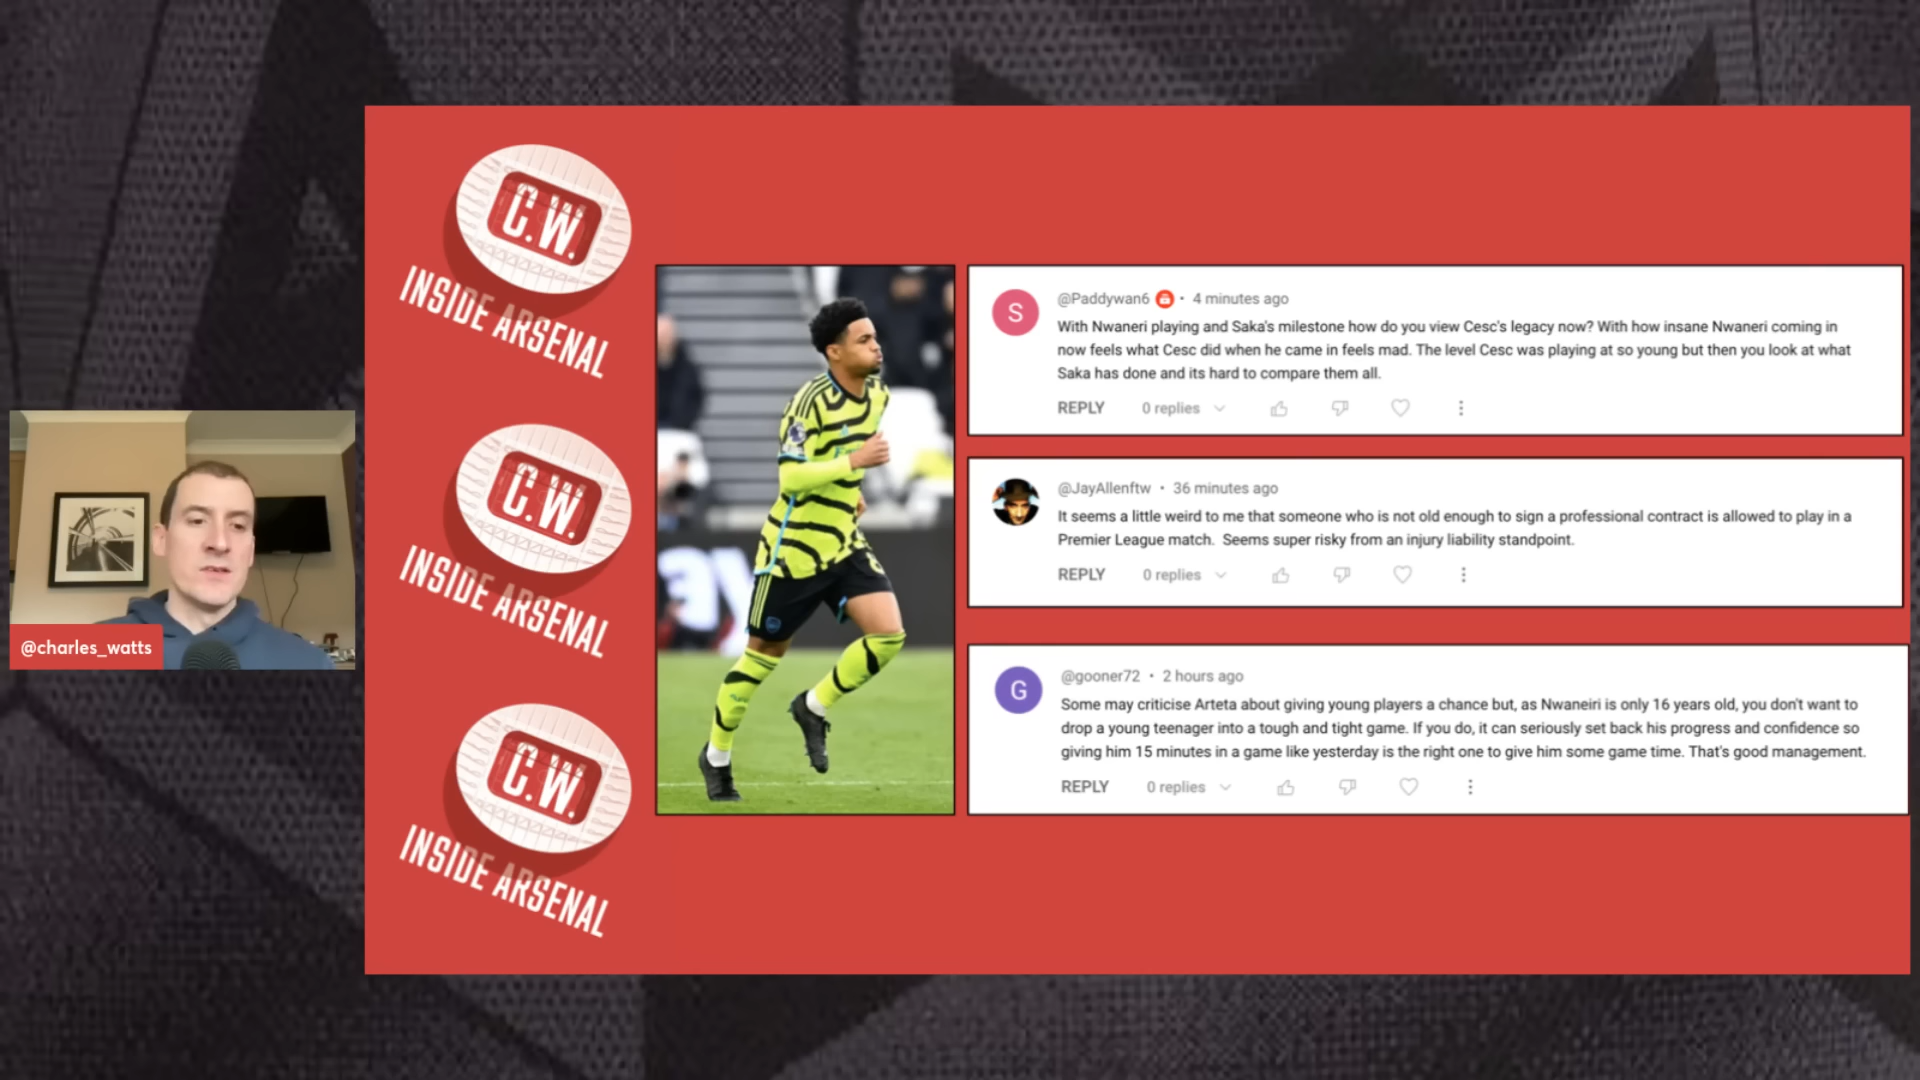 C.W.
INSIDE ARSENAL
C.W.
INSIDE ARSENAL
C.W.
INSIDE ARSENAL
@charles_watts
S
@Paddywan6 • 4 minutes ago
With Nwaneri playing and Saka's milestone how do you view Cesc's legacy now? With how insane Nwaneri coming in
now feels what Cesc did when he came in feels mad. The level Cesc was playing at so young but then you look at what
Saka has done and its hard to compare them all.
REPLY 0 replies
@JayAllenftw • 36 minutes ago
It seems a little weird to me that someone who is not old enough to sign a professional contract is allowed to play in a
Premier League match. Seems super risky from an injury liability standpoint.
REPLY 0 replies
G
@gooner72 • 2 hours ago
Some may criticise Arteta about giving young players a chance but, as Nwaneiri is only 16 years old, you don't want to
drop a young teenager into a tough and tight game. If you do, it can seriously set back his progress and confidence so
giving him 15 minutes in a game like yesterday is the right one to give him some game time. That's good management.
REPLY 0 replies